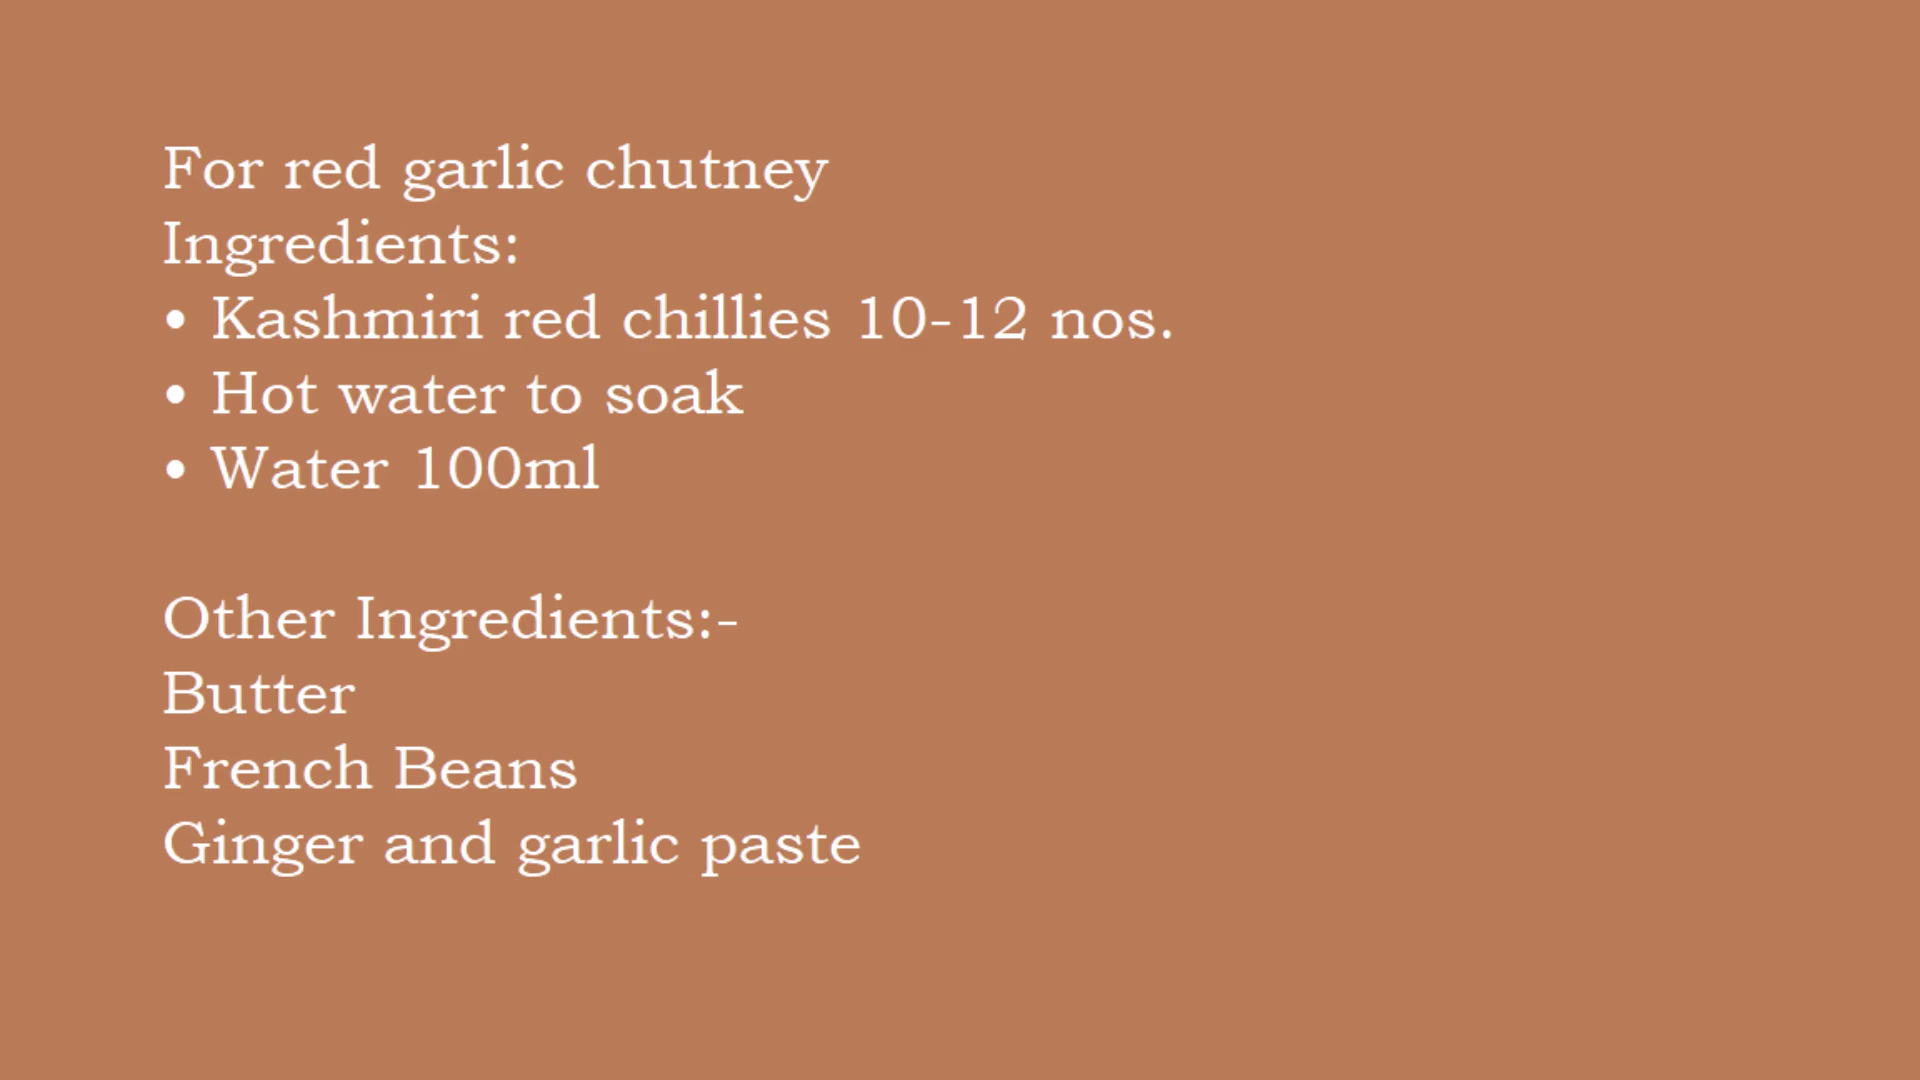 For red garlic chutney
Ingredients:
• Kashmiri red chillies 10-12 nos.
• Hot water to soak
• Water 100ml
Other Ingredients:-
Butter
French Beans
Ginger and garlic paste